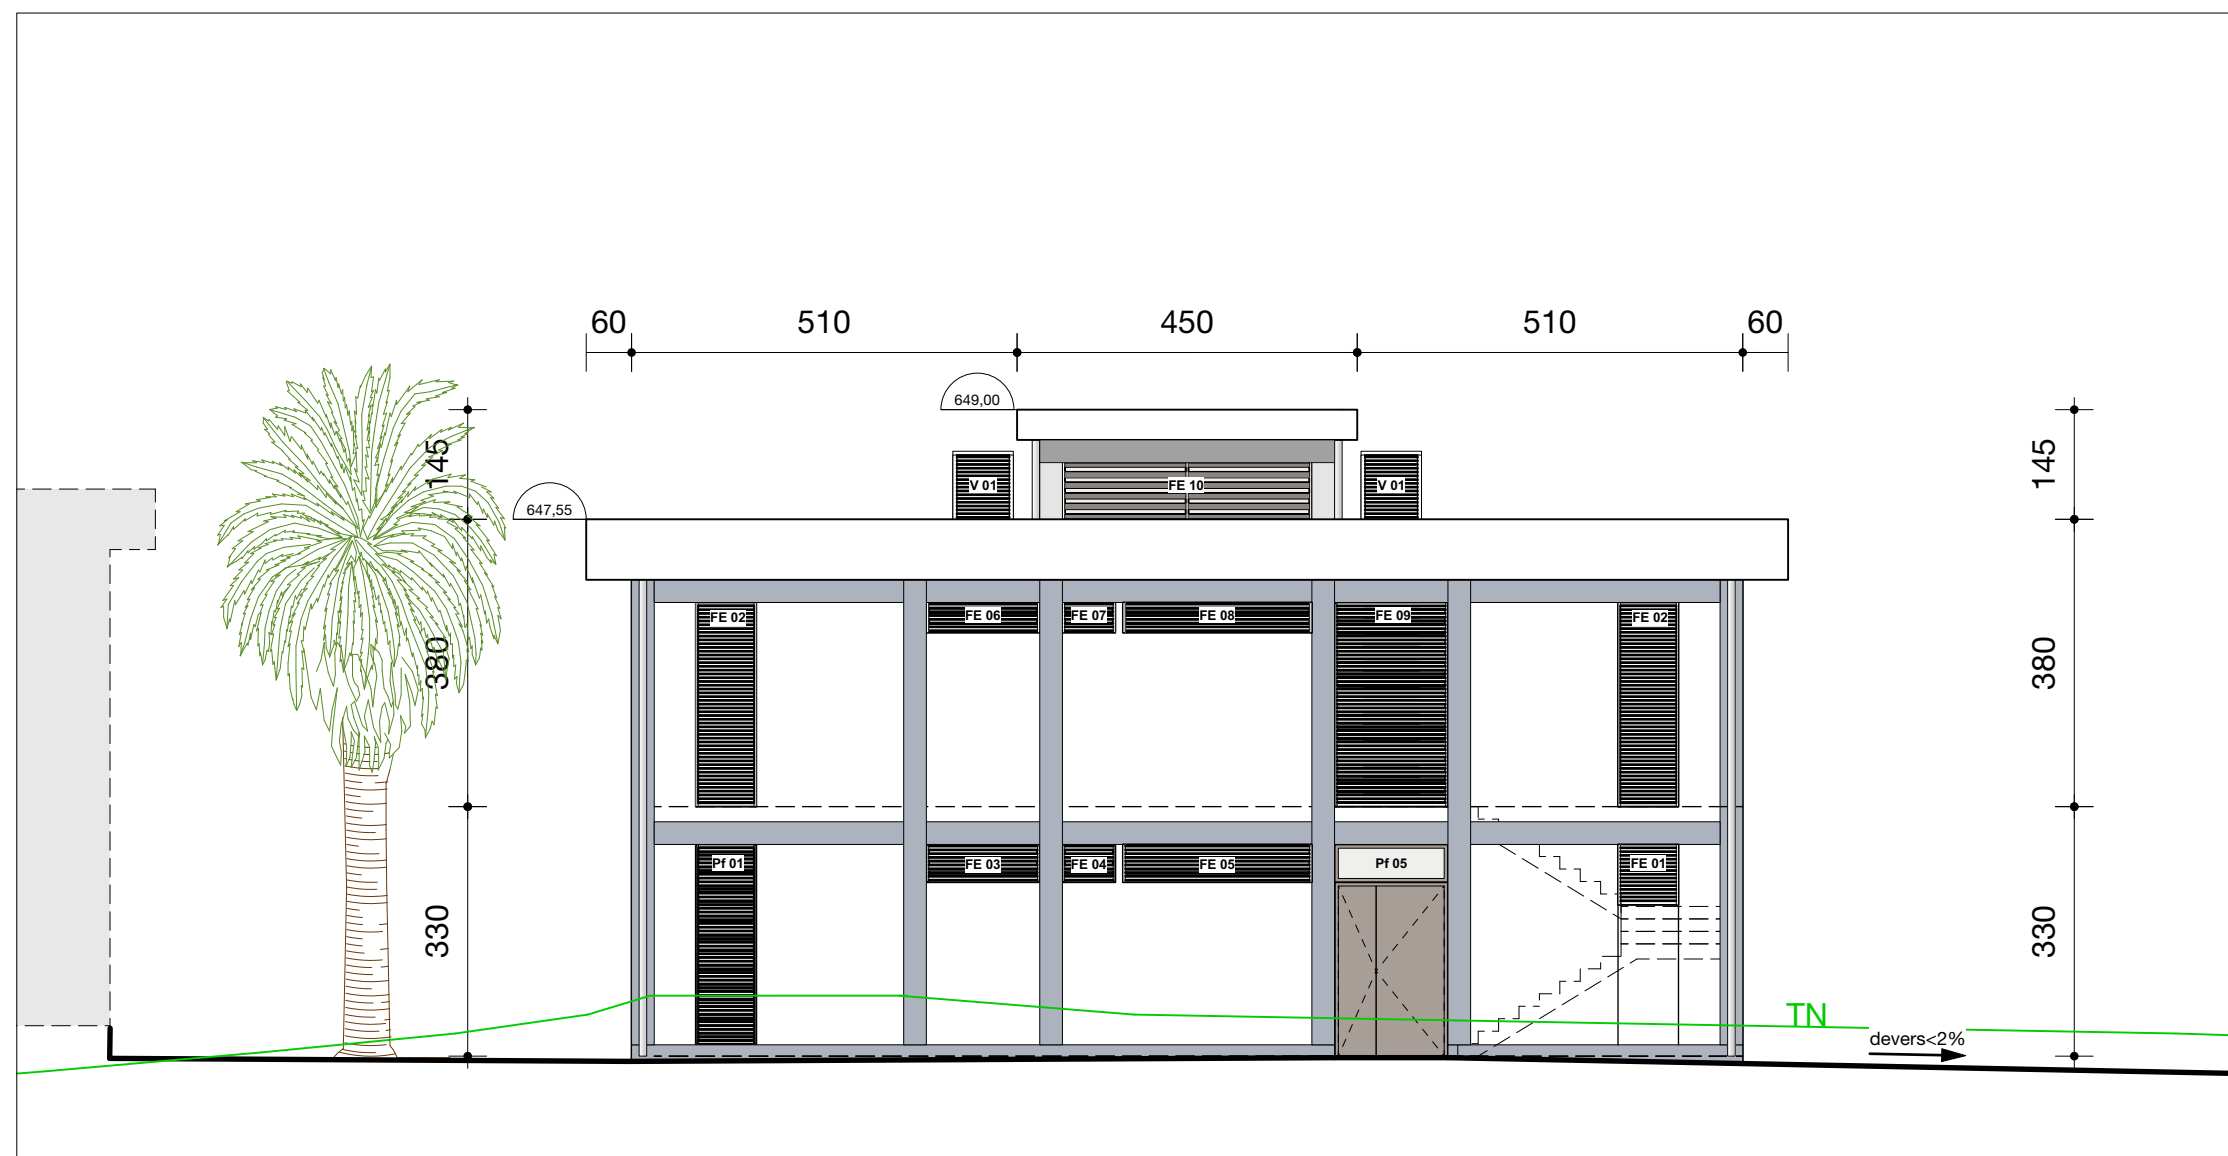 60 510 450 510 60
649,00
145 145
V 01 FE 10 V 01
647,55
FE 02 FE 06 FE 07 FE 08 FE 09 FE 02
380 380
Pf 01 FE 03 FE 04 FE 05 Pf 05 FE 01
330 330
TN
devers<2%